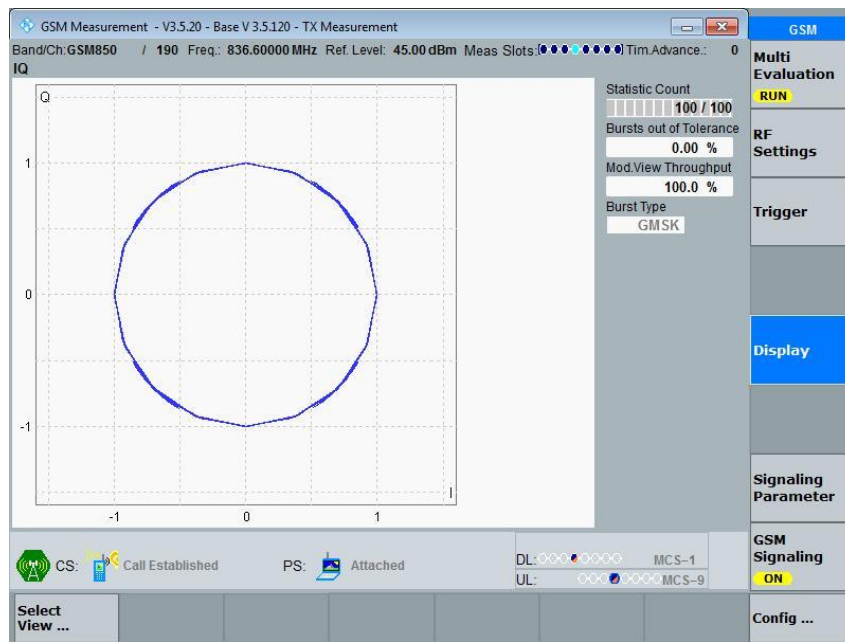 GSM Measurement - V3.5.20 - Base V 3.5.120 - TX Measurement
GSM
Band/Ch: GSM850 / 190 Freq.: 836.60000 MHz Ref. Level: 45.00 dBm Meas Slots: Tim.Advance.: 0
IQ
Q
1
0
-1
-1 0 1
I
Statistic Count
100 / 100
Bursts out of Tolerance
0.00 %
Mod.View Throughput
100.0 %
Burst Type
GMSK
Multi
Evaluation
RUN
RF
Settings
Trigger
Display
Signaling
Parameter
GSM
Signaling
ON
CS: Call Established PS: Attached
DL: MCS-1
UL: MCS-9
Select
View ...
Config ...